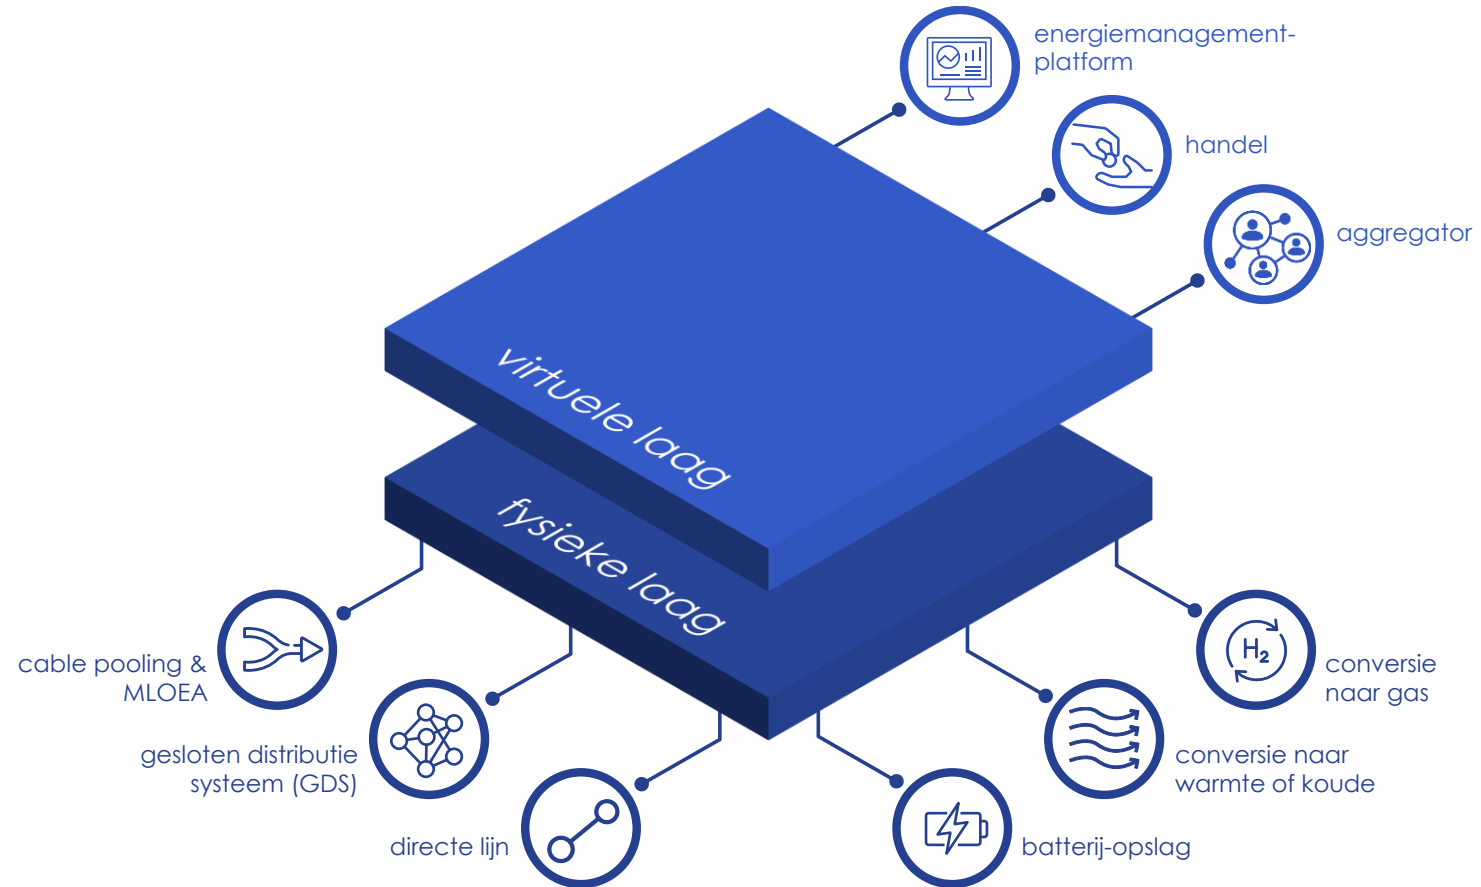 energiemanagement-
platform
handel
aggregator
virtuele laag
fysieke laag
cable pooling &
MLOEA
gesloten distributie
systeem (GDS)
directe lijn
batterij-opslag
conversie naar
warmte of koude
H₂
conversie
naar gas